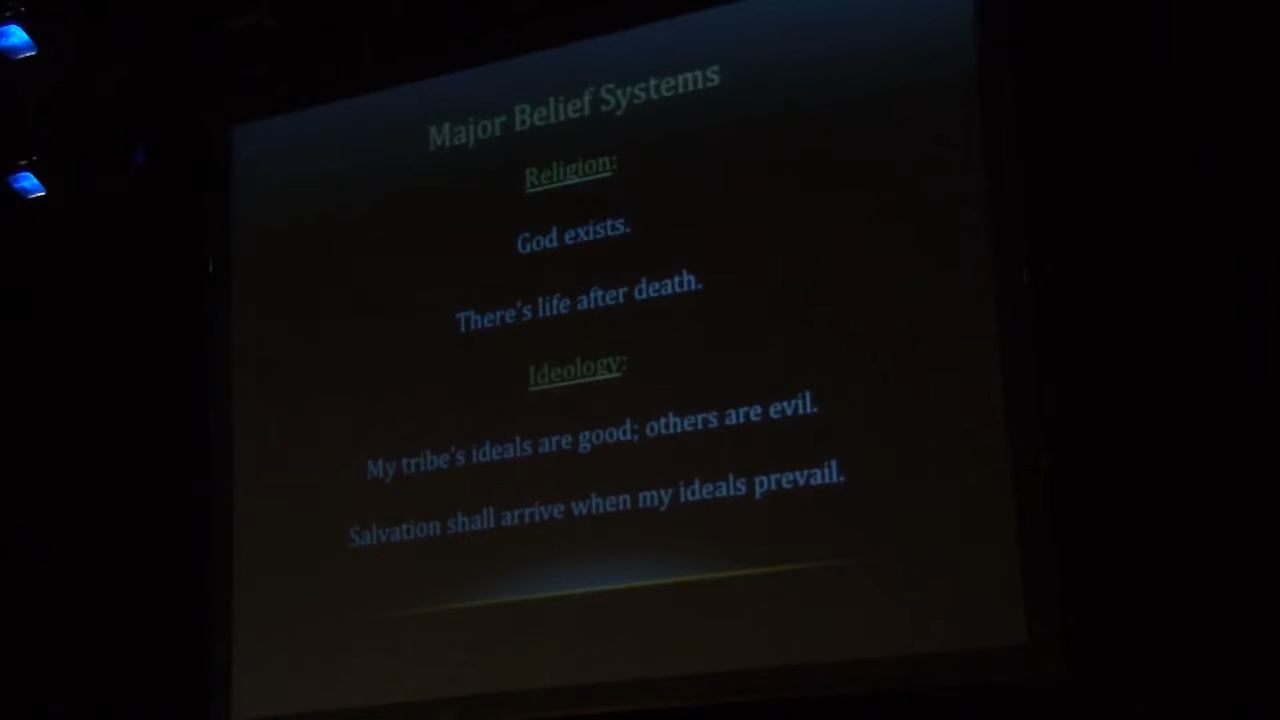 Major Belief Systems
Religion:
God exists.
There's life after death.
Ideology:
My tribe's ideals are good; others are evil.
Salvation shall arrive when my ideals prevail.